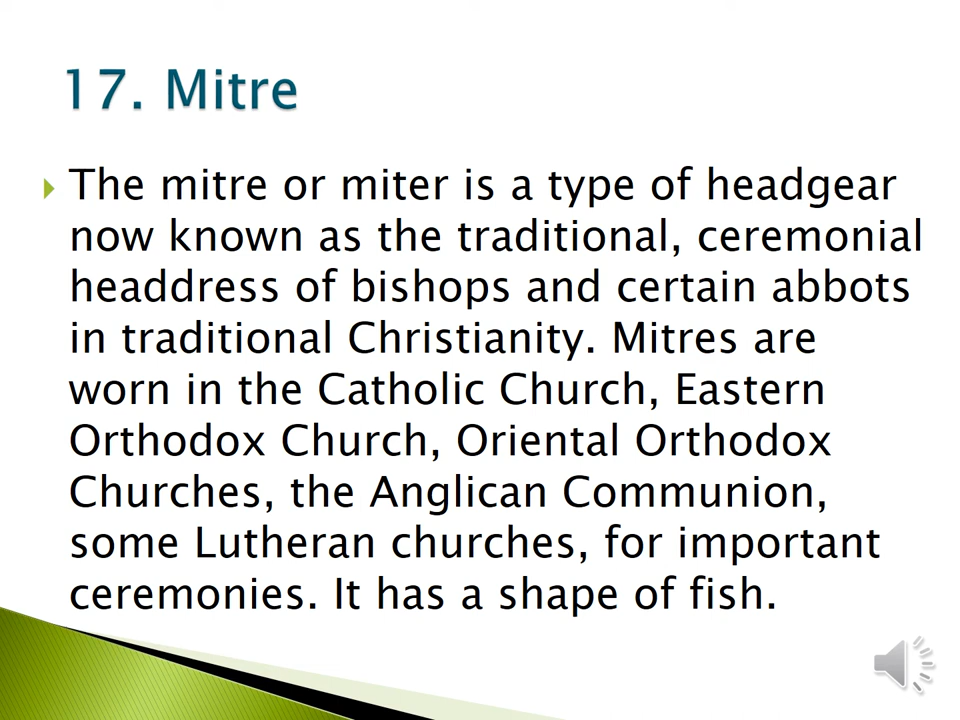 17. Mitre
The mitre or miter is a type of headgear
now known as the traditional, ceremonial
headdress of bishops and certain abbots
in traditional Christianity. Mitres are
worn in the Catholic Church, Eastern
Orthodox Church, Oriental Orthodox
Churches, the Anglican Communion,
some Lutheran churches, for important
ceremonies. It has a shape of fish.